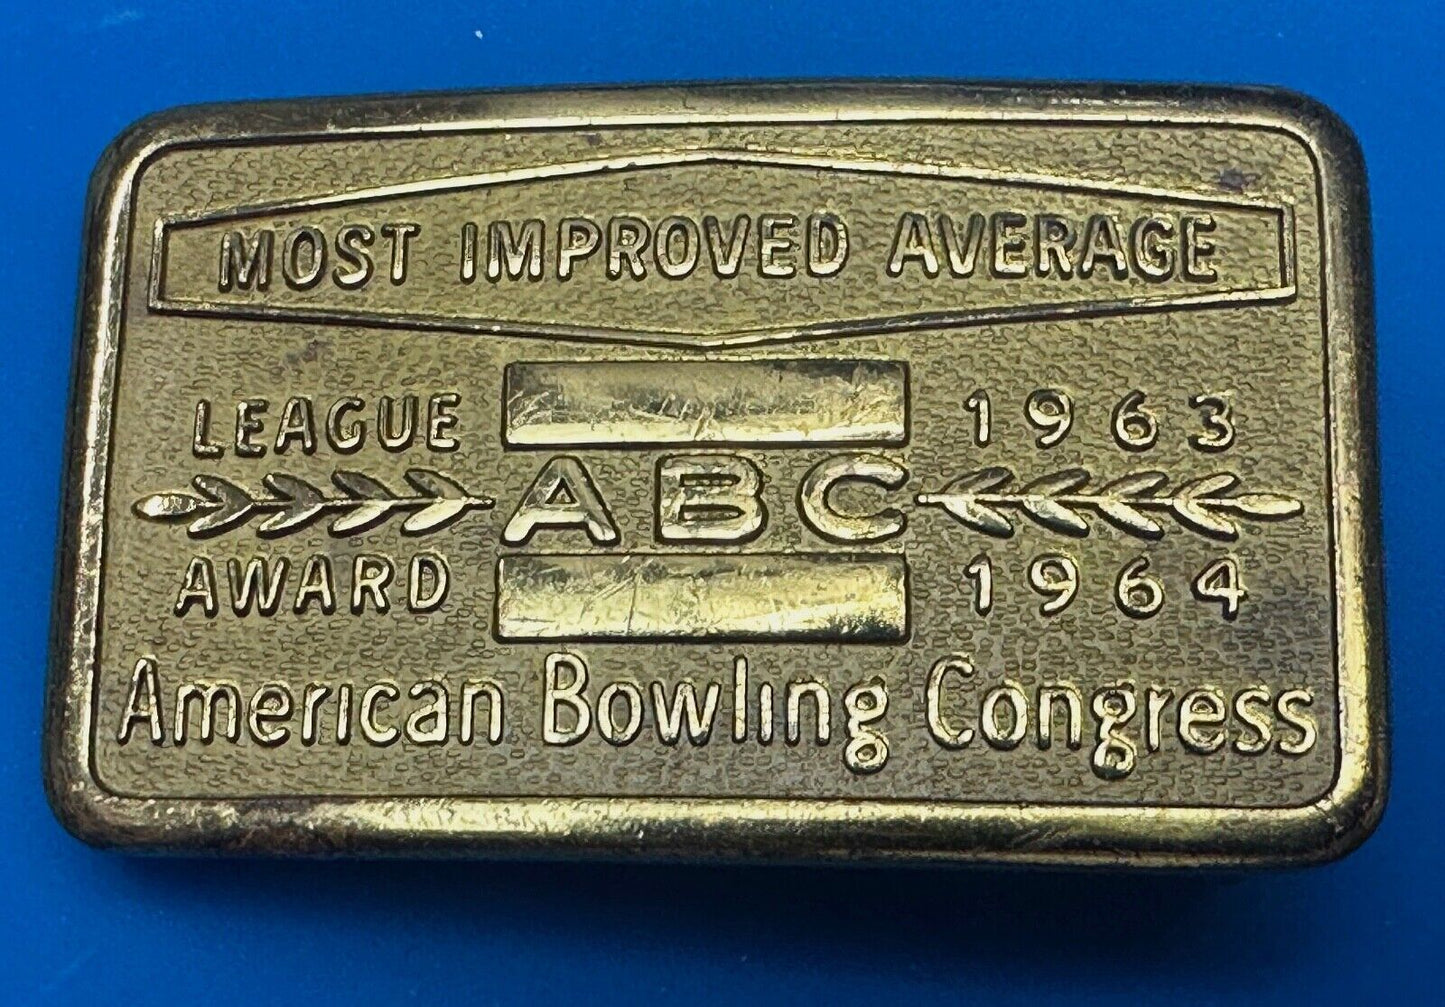 MOST IMPROVED AVERAGE
LEAGUE 1963
ABC
AWARD 1964
American Bowling Congress